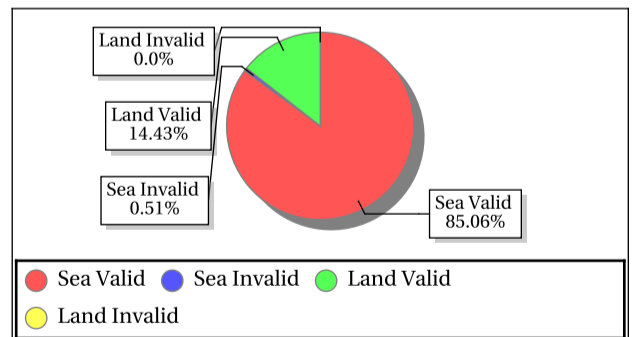 Land Invalid
0.0%
Land Valid
14.43%
Sea Invalid
0.51%
Sea Valid
85.06%
Sea Valid Sea Invalid Land Valid
Land Invalid